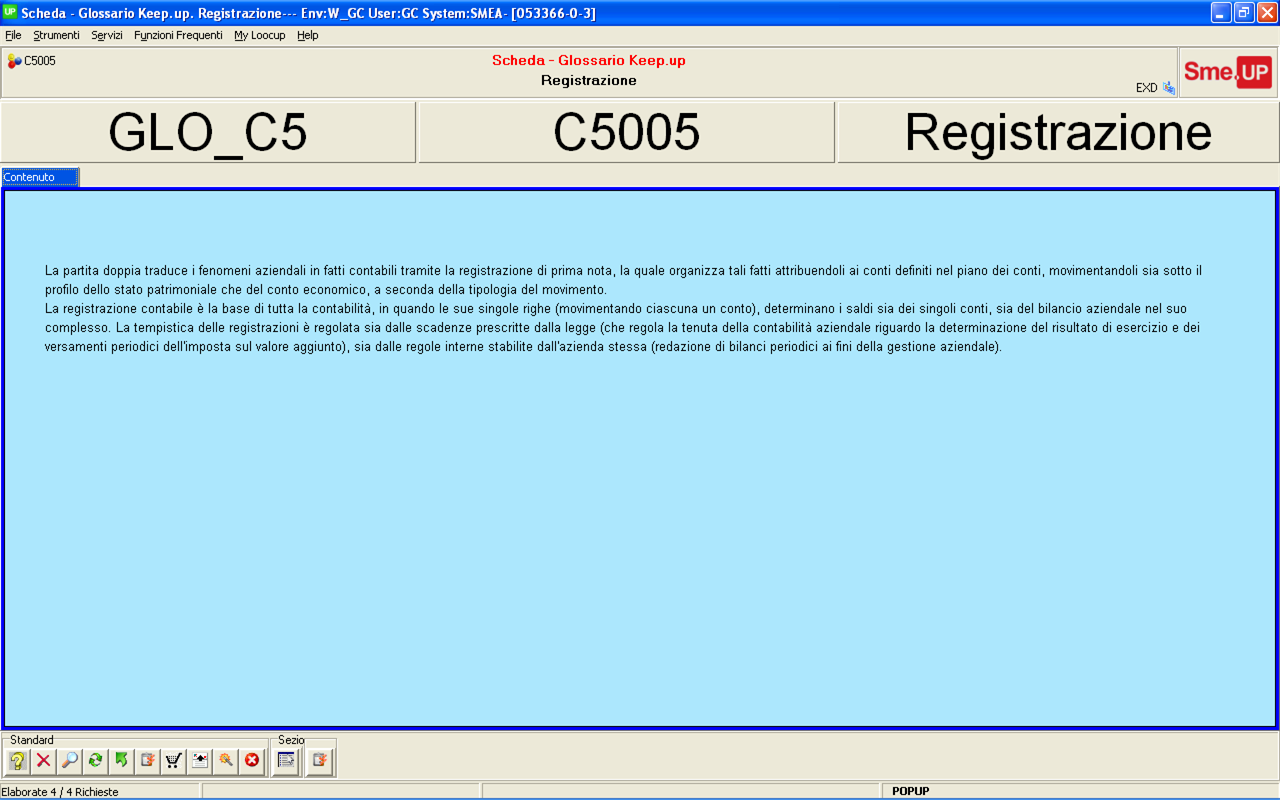 UP Scheda - Glossario Keep.up. Registrazione--- Env:W_GC User:GC System:SMEA- [053366-0-3]
File Strumenti Servizi Funzioni Frequenti My Loocup Help
C5005
Scheda - Glossario Keep.up
Registrazione
EXD
Sme.UP
GLO_C5 C5005 Registrazione
Contenuto
La partita doppia traduce i fenomeni aziendali in fatti contabili tramite la registrazione di prima nota, la quale organizza tali fatti attribuendoli ai conti definiti nel piano dei conti, movimentandoli sia sotto il
profilo dello stato patrimoniale che del conto economico, a seconda della tipologia del movimento.
La registrazione contabile è la base di tutta la contabilità, in quando le sue singole righe (movimentando ciascuna un conto), determinano i saldi sia dei singoli conti, sia del bilancio aziendale nel suo
complesso. La tempistica delle registrazioni è regolata sia dalle scadenze prescritte dalla legge (che regola la tenuta della contabilità aziendale riguardo la determinazione del risultato di esercizio e dei
versamenti periodici dell'imposta sul valore aggiunto), sia dalle regole interne stabilite dall'azienda stessa (redazione di bilanci periodici ai fini della gestione aziendale).
Standard Sezio
Elaborate 4 / 4 Richieste POPUP